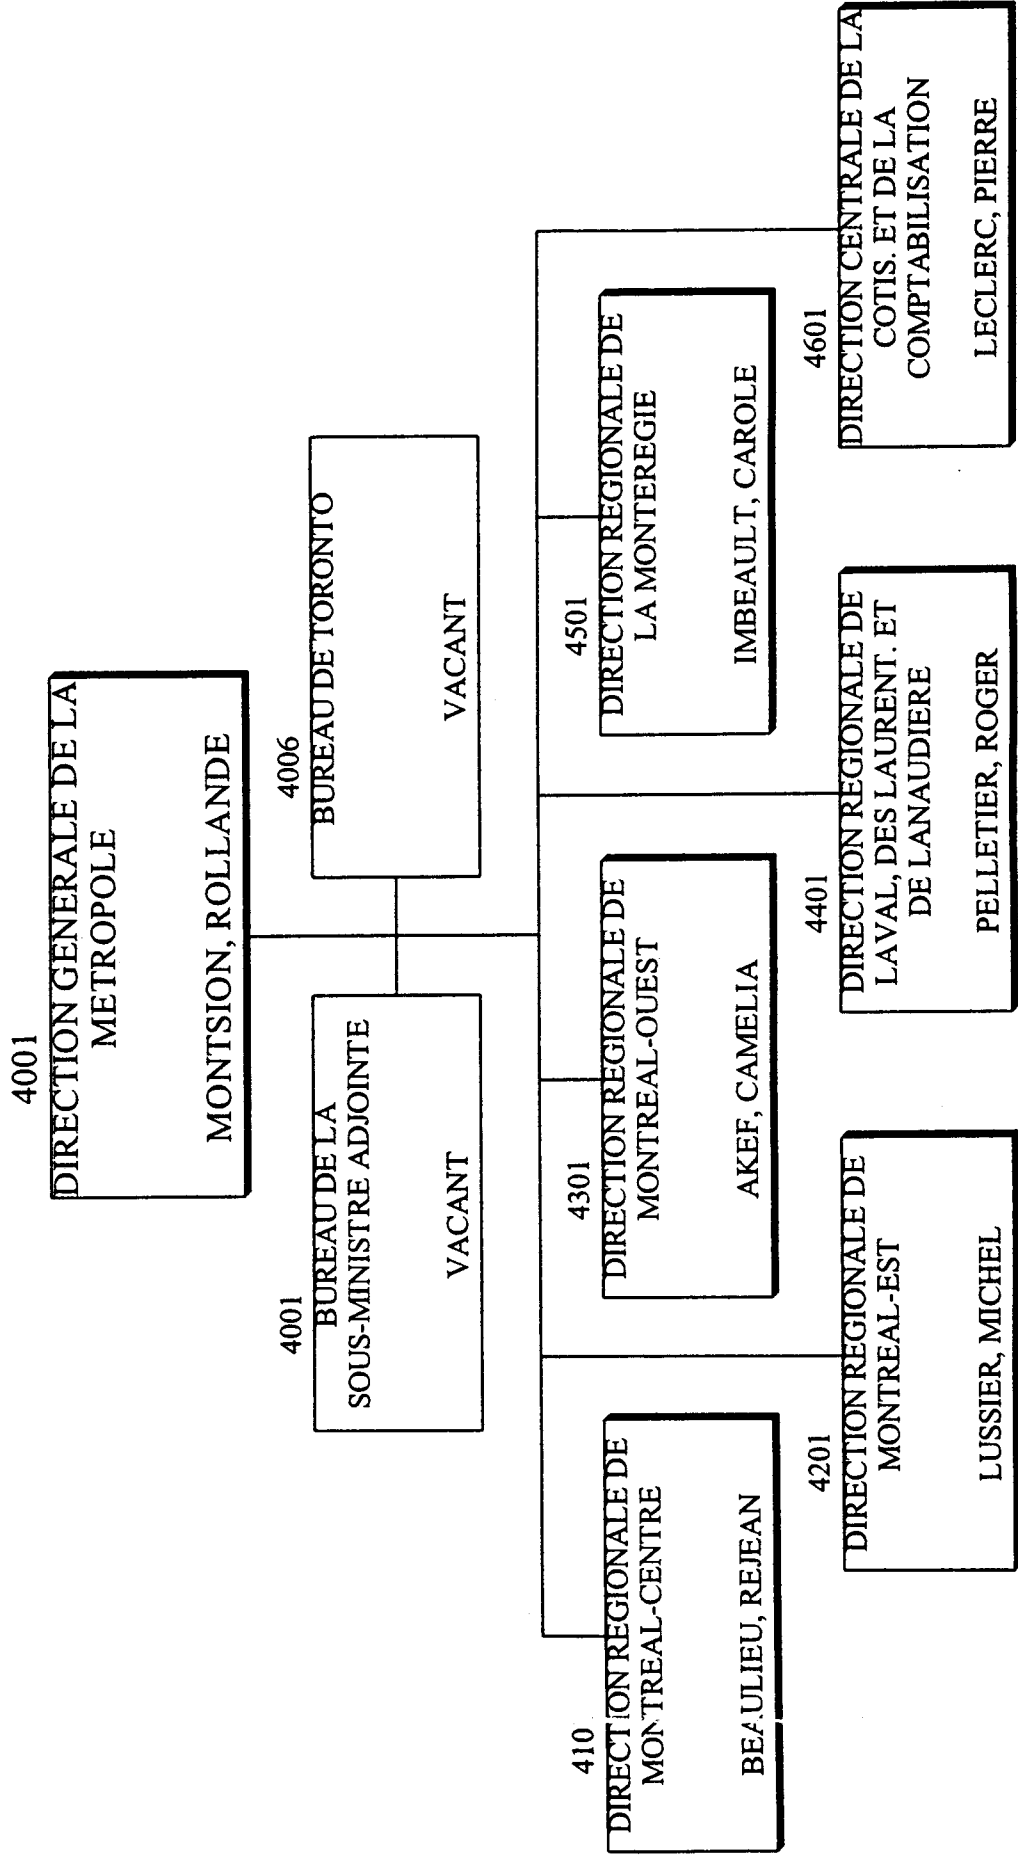 4001
DIRECTION GENERALE DE LA
METROPOLE
MONTSION, ROLLANDE
4001
BUREAU DE LA
SOUS-MINISTRE ADJOINTE
VACANT
4006
BUREAU DE TORONTO
VACANT
410
DIRECTION REGIONALE DE
MONTREAL-CENTRE
BEAULIEU, REJEAN
4301
DIRECTION REGIONALE DE
MONTREAL-OUEST
AKEF, CAMELIA
4501
DIRECTION REGIONALE DE
LA MONTEREGIE
IMBEAULT, CAROLE
4201
DIRECTION REGIONALE DE
MONTREAL-EST
LUSSIER, MICHEL
4401
DIRECTION REGIONALE DE
LAVAL, DES LAURENT. ET
DE LANAUDIERE
PELLETIER, ROGER
4601
DIRECTION CENTRALE DE LA
COTIS. ET DE LA
COMPTABILISATION
LECLERC, PIERRE